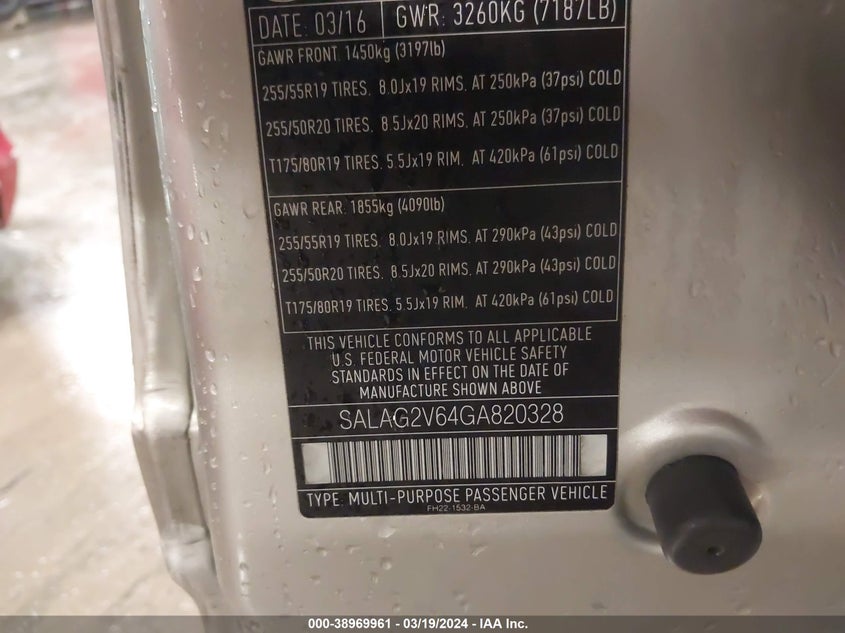 DATE: 03/16 GWR: 3260KG (7187LB)
GAWR FRONT. 1450kg (3197lb)
255/55R19 TIRES. 8.0Jx19 RIMS. AT 250kPa (37psi) COLD
255/50R20 TIRES. 8.5Jx20 RIMS. AT 250kPa (37psi) COLD
T175/80R19 TIRES. 5.5Jx19 RIM. AT 420kPa (61psi) COLD
GAWR REAR. 1855kg (4090lb)
255/55R19 TIRES. 8.0Jx19 RIMS. AT 290kPa (43psi) COLD
255/50R20 TIRES. 8.5Jx20 RIMS. AT 290kPa (43psi) COLD
T175/80R19 TIRES. 5.5Jx19 RIM. AT 420kPa (61psi) COLD
THIS VEHICLE CONFORMS TO ALL APPLICABLE
U.S. FEDERAL MOTOR VEHICLE SAFETY
STANDARDS IN EFFECT ON THE DATE OF
MANUFACTURE SHOWN ABOVE
SALAG2V64GA820328
TYPE. MULTI-PURPOSE PASSENGER VEHICLE
FH22-1532-BA
000-38969961 - 03/19/2024 - IAA Inc.